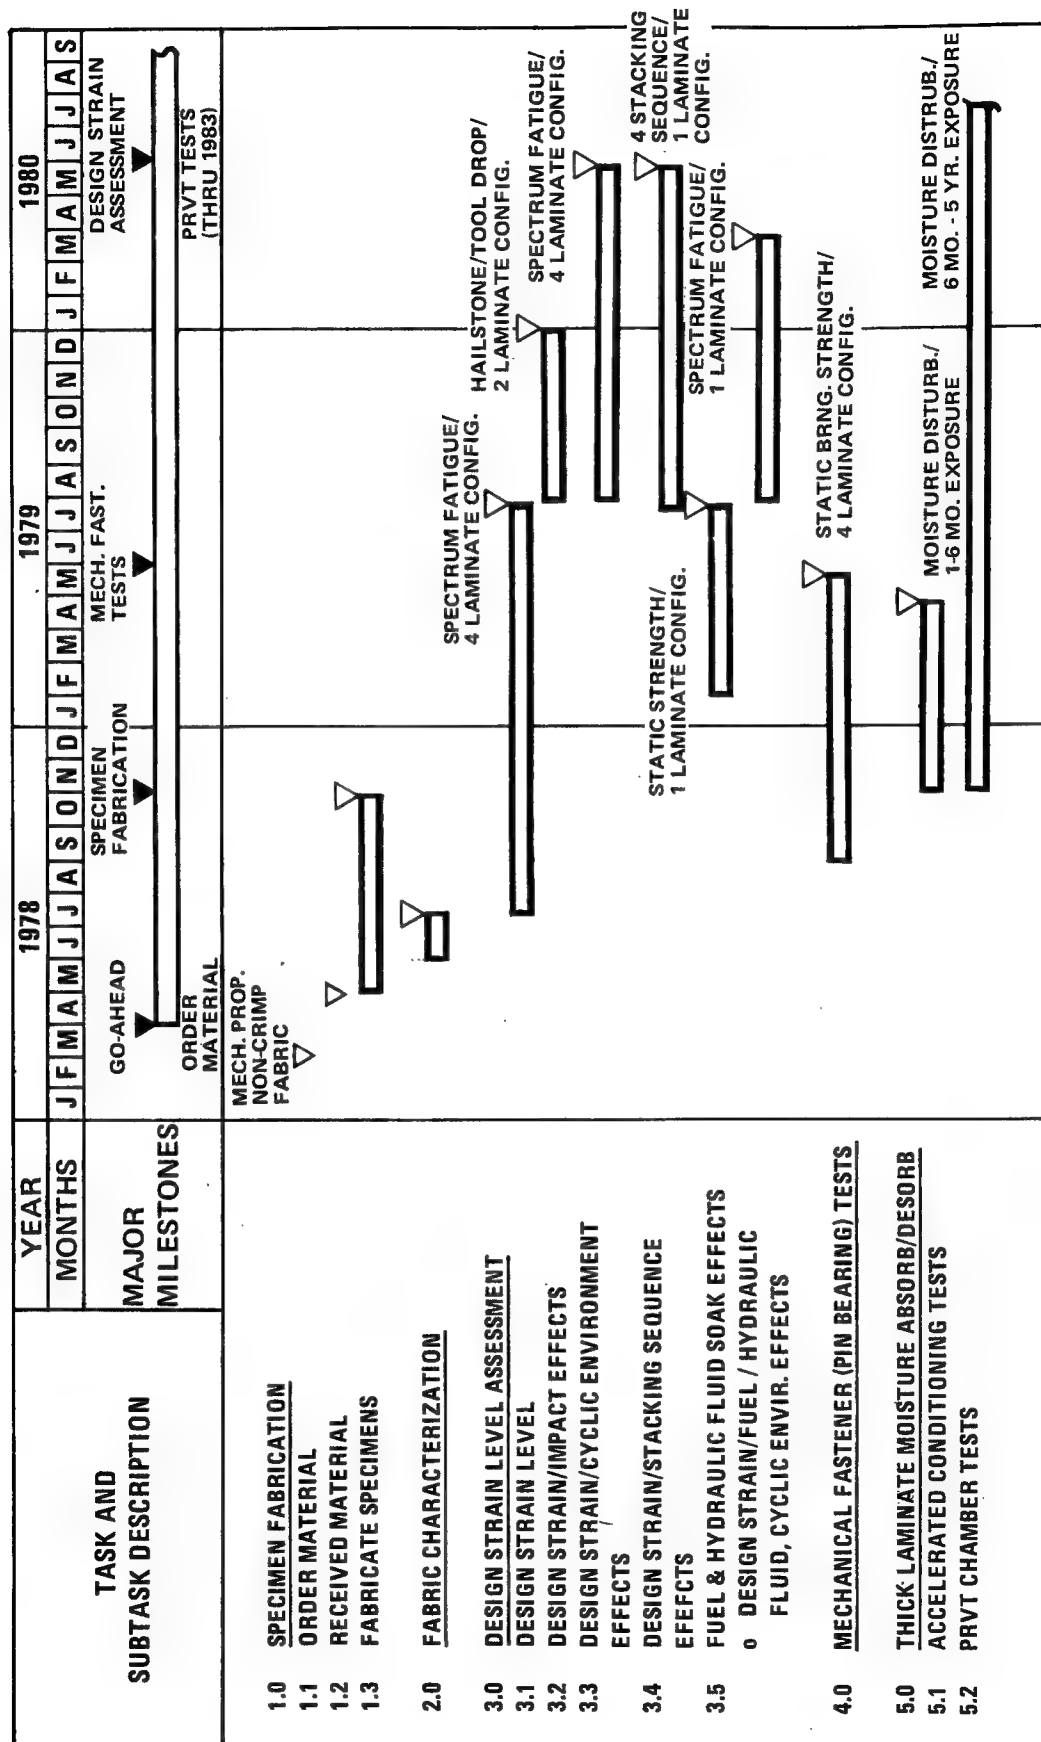 TASK AND
SUBTASK DESCRIPTION
YEAR
1978
1979
1980
MONTHS
J F M A M J J A S O N D J F M A M J J A S O N D J F M A M J J A S
MAJOR
MILESTONES
GO-AHEAD
SPECIMEN
FABRICATION
MECH. FAST.
TESTS
DESIGN STRAIN
ASSESSMENT
ORDER
MATERIAL
PRVT TESTS
(THRU 1983)
1.0 SPECIMEN FABRICATION
1.1 ORDER MATERIAL
1.2 RECEIVED MATERIAL
1.3 FABRICATE SPECIMENS
MECH. PROP.
NON-CRIMP
FABRIC
2.0 FABRIC CHARACTERIZATION
3.0 DESIGN STRAIN LEVEL ASSESSMENT
3.1 DESIGN STRAIN LEVEL
SPECTRUM FATIGUE/
4 LAMINATE CONFIG.
3.2 DESIGN STRAIN/IMPACT EFFECTS
HAILSTONE/TOOL DROP/
2 LAMINATE CONFIG.
3.3 DESIGN STRAIN/CYCLIC ENVIRONMENT
EFFECTS
SPECTRUM FATIGUE/
4 LAMINATE CONFIG.
3.4 DESIGN STRAIN/STACKING SEQUENCE
EFFECTS
4 STACKING
SEQUENCE/
1 LAMINATE
CONFIG.
3.5 FUEL & HYDRAULIC FLUID SOAK EFFECTS
STATIC STRENGTH/
1 LAMINATE CONFIG.
o DESIGN STRAIN/FUEL / HYDRAULIC
FLUID, CYCLIC ENVIR. EFFECTS
SPECTRUM FATIGUE/
1 LAMINATE CONFIG.
4.0 MECHANICAL FASTENER (PIN BEARING) TESTS
STATIC BRNG. STRENGTH/
4 LAMINATE CONFIG.
5.0 THICK LAMINATE MOISTURE ABSORB/DESORB
5.1 ACCELERATED CONDITIONING TESTS
MOISTURE DISTURB./
1-6 MO. EXPOSURE
5.2 PRVT CHAMBER TESTS
MOISTURE DISTRUB./
6 MO. - 5 YR. EXPOSURE